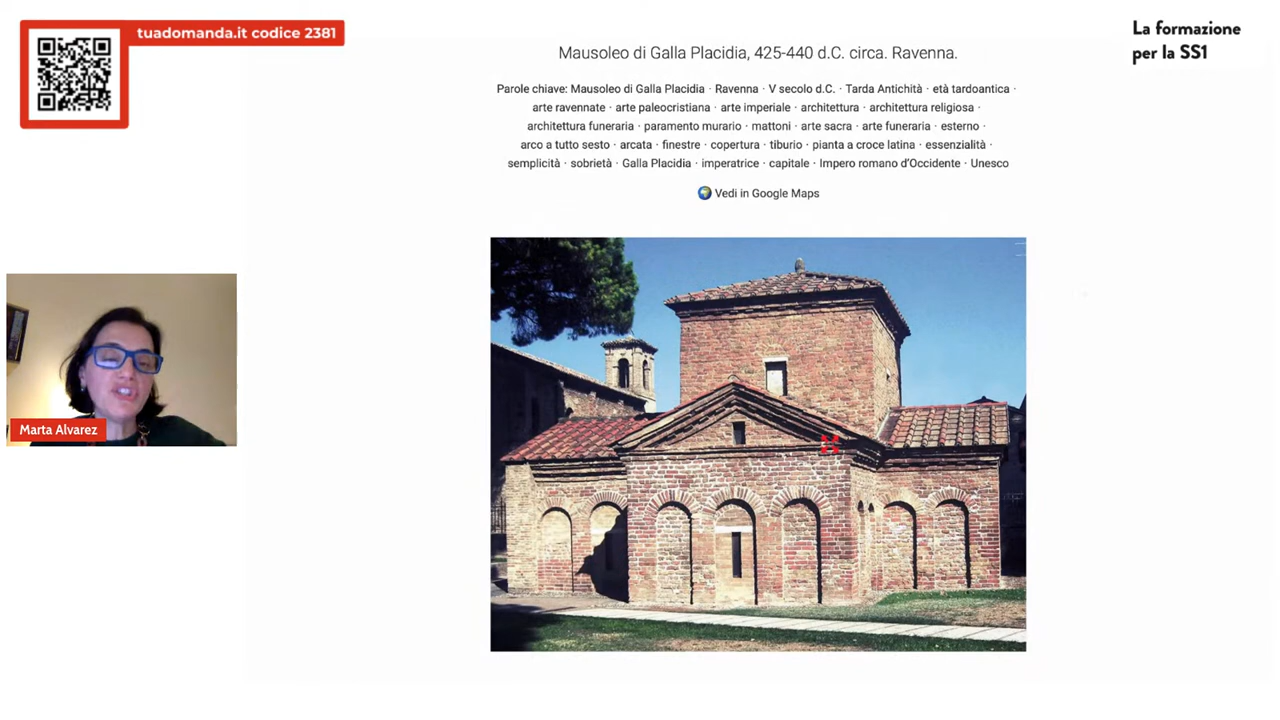 tuadomanda.it codice 2381
La formazione
per la SS1
Mausoleo di Galla Placidia, 425-440 d.C. circa. Ravenna.
Parole chiave: Mausoleo di Galla Placidia · Ravenna · V secolo d.C. · Tarda Antichità · età tardoantica ·
arte ravennate · arte paleocristiana · arte imperiale · architettura · architettura religiosa ·
architettura funeraria · paramento murario · mattoni · arte sacra · arte funeraria · esterno ·
arco a tutto sesto · arcata · finestre · copertura · tiburio · pianta a croce latina · essenzialità ·
semplicità · sobrietà · Galla Placidia · imperatrice · capitale · Impero romano d’Occidente · Unesco
Vedi in Google Maps
Marta Alvarez